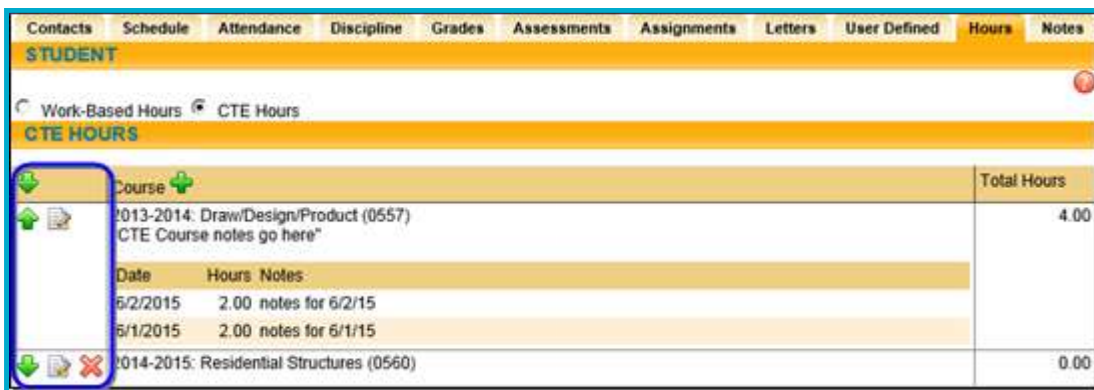 Contacts Schedule Attendance Discipline Grades Assessments Assignments Letters User Defined Hours Notes
STUDENT
Work-Based Hours CTE Hours
CTE HOURS
Course Total Hours
2013-2014: Draw/Design/Product (0557) 4.00
"CTE Course notes go here"
Date Hours Notes
6/2/2015 2.00 notes for 6/2/15
6/1/2015 2.00 notes for 6/1/15
2014-2015: Residential Structures (0560) 0.00